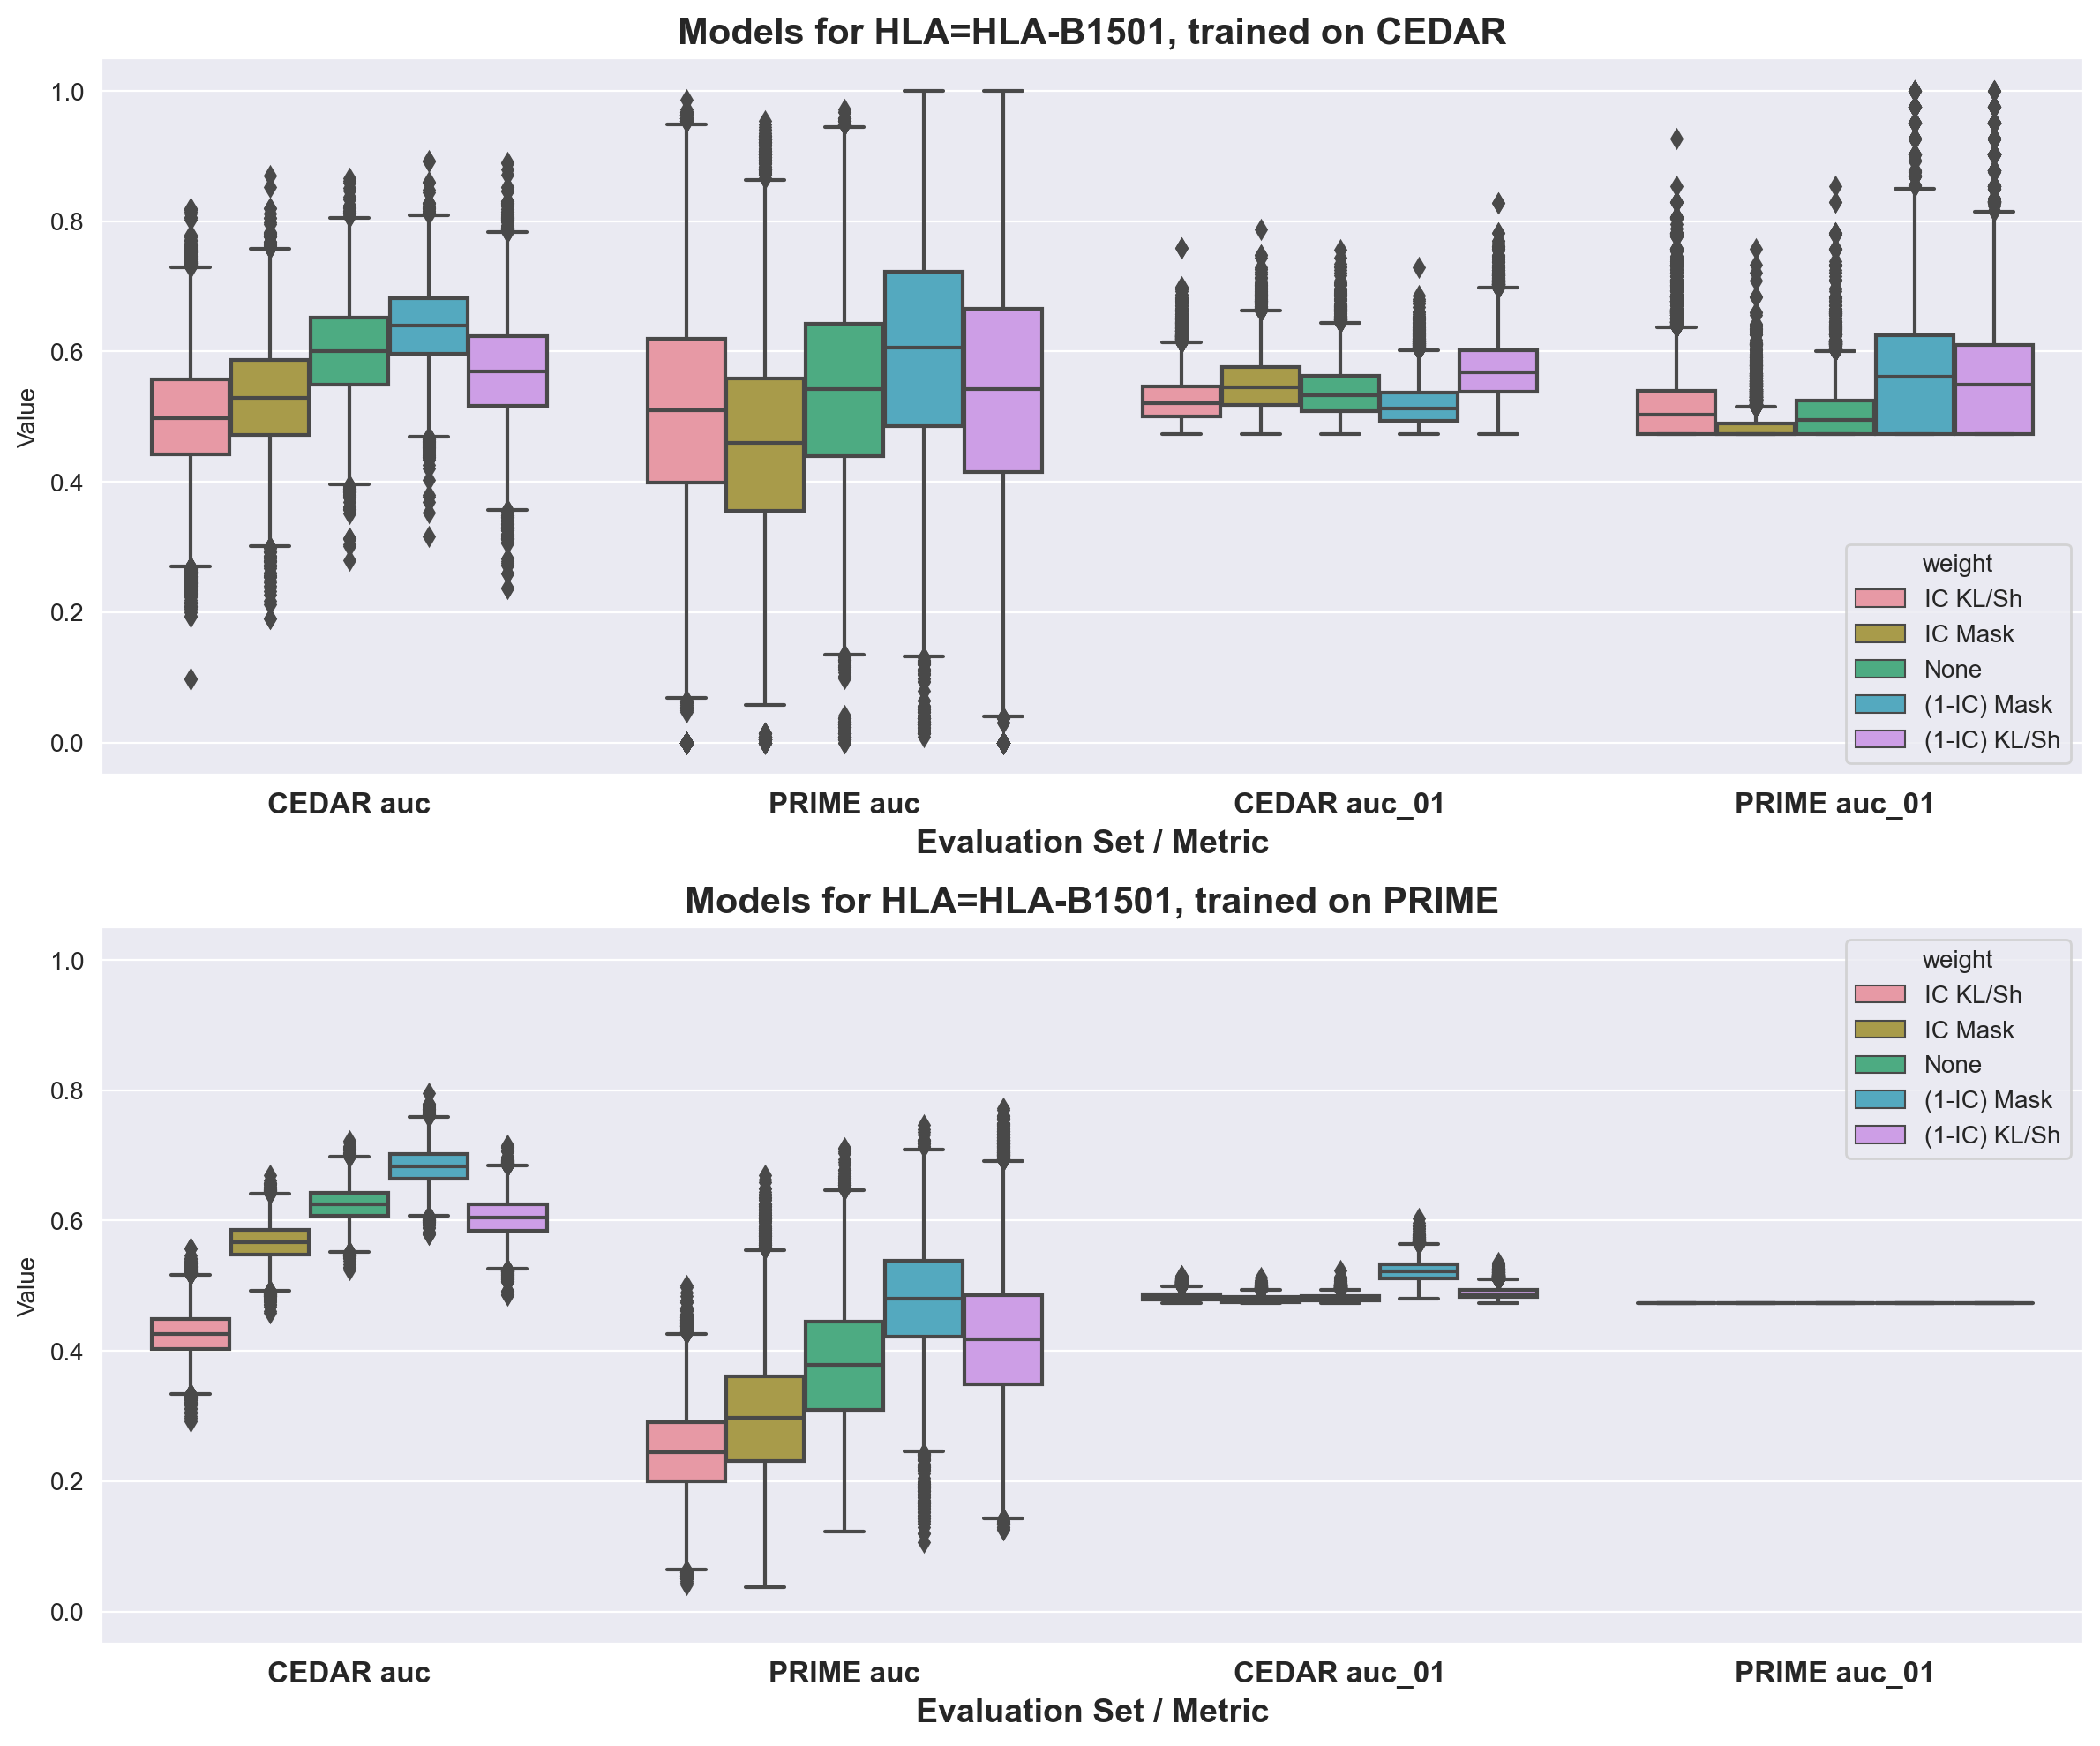 Models for HLA=HLA-B1501, trained on CEDAR
1.0
0.8
0.6
0.4
0.2
0.0
Value
weight
IC KL/Sh
IC Mask
None
(1-IC) Mask
(1-IC) KL/Sh
CEDAR auc
PRIME auc
CEDAR auc_01
PRIME auc_01
Evaluation Set / Metric
Models for HLA=HLA-B1501, trained on PRIME
1.0
0.8
0.6
0.4
0.2
0.0
Value
weight
IC KL/Sh
IC Mask
None
(1-IC) Mask
(1-IC) KL/Sh
CEDAR auc
PRIME auc
CEDAR auc_01
PRIME auc_01
Evaluation Set / Metric